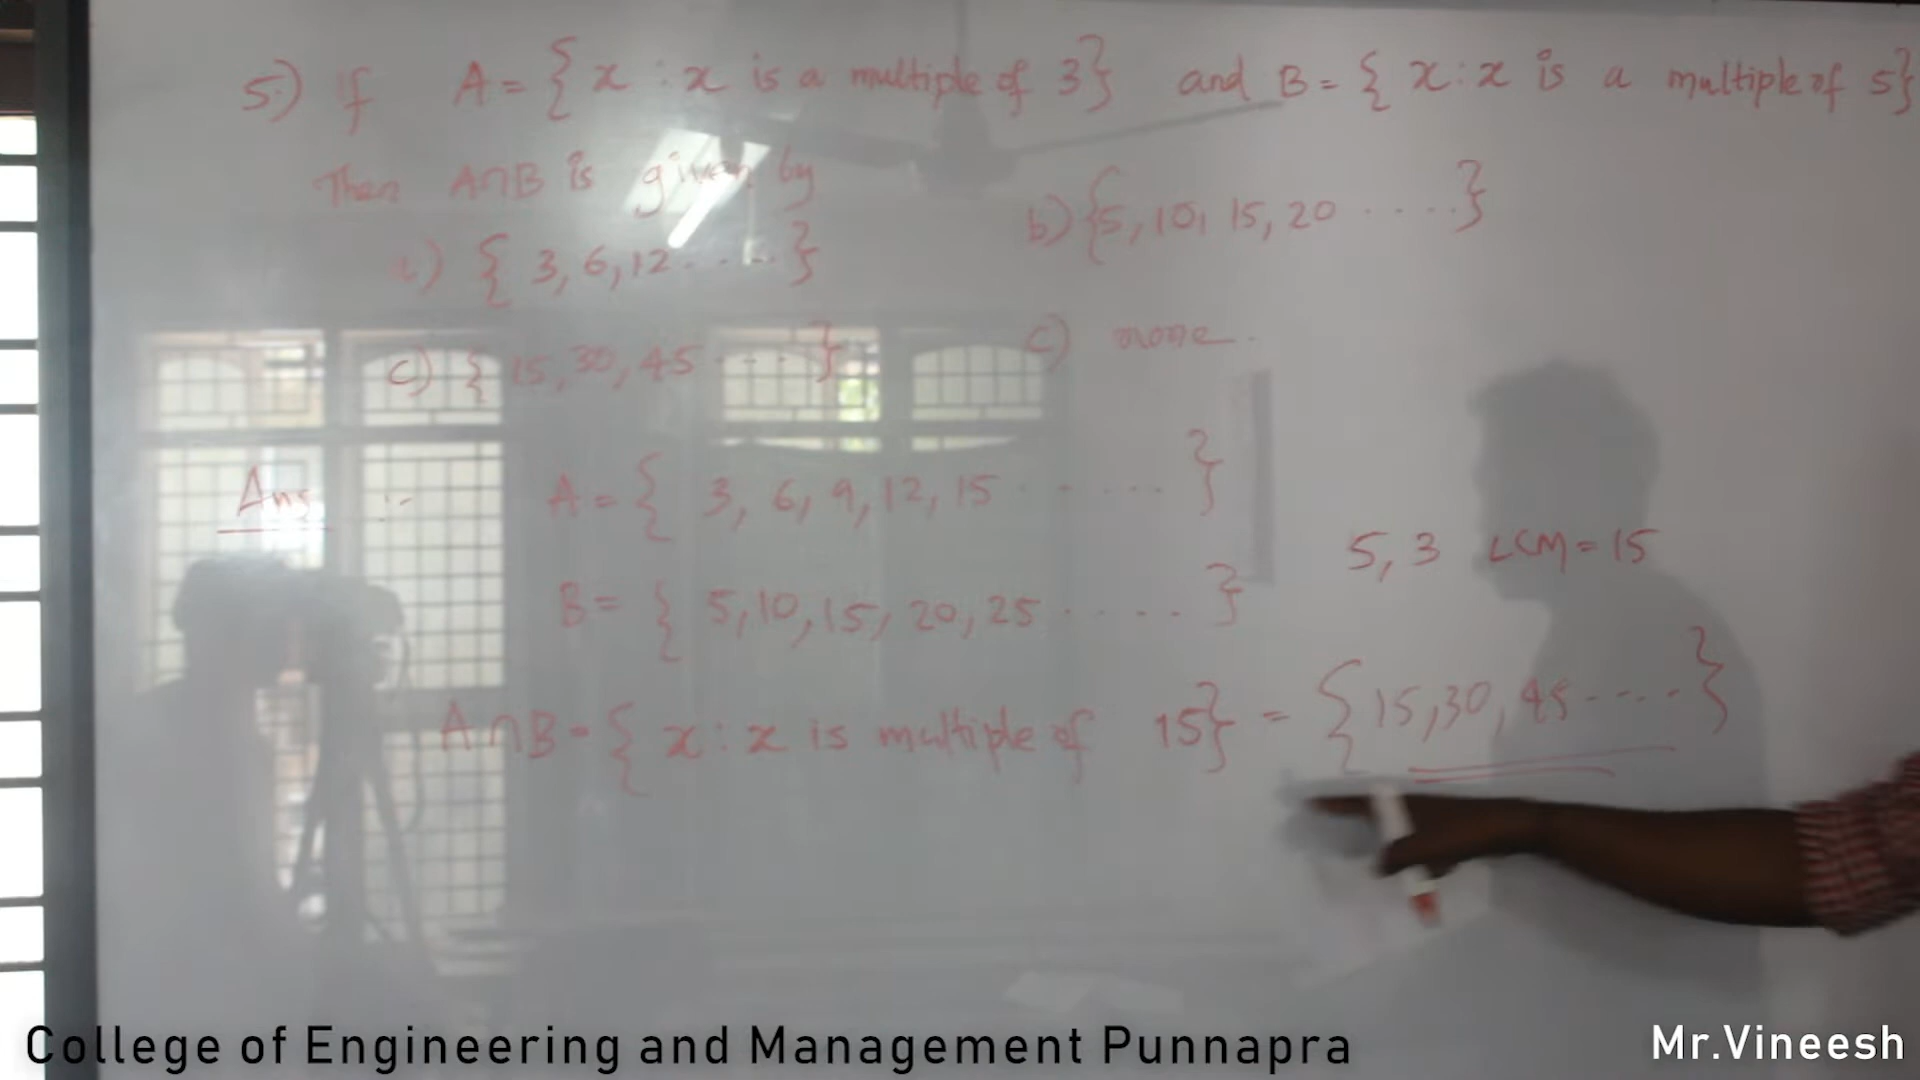 5.) If A = { x : x is a multiple of 3} and B = { x : x is a multiple of 5}
Then A∩B is given by
a) { 3, 6, 12 ..... }
b) {5, 10, 15, 20 ..... }
c) { 15, 30, 45 .... }
c) none.
Ans :-
A = { 3, 6, 9, 12, 15 ...... }
5, 3 LCM = 15
B = { 5, 10, 15, 20, 25 ..... }
A∩B = { x : x is multiple of 15} = {15, 30, 45 ..... }
College of Engineering and Management Punnapra
Mr.Vineesh